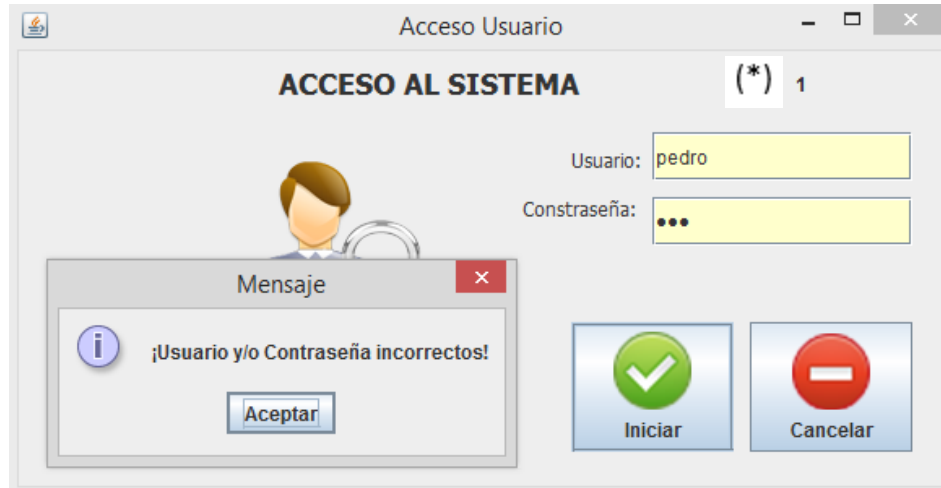 Acceso Usuario
ACCESO AL SISTEMA (*) 1
Usuario: pedro
Constraseña: •••
Mensaje
¡Usuario y/o Contraseña incorrectos!
Aceptar
Iniciar Cancelar